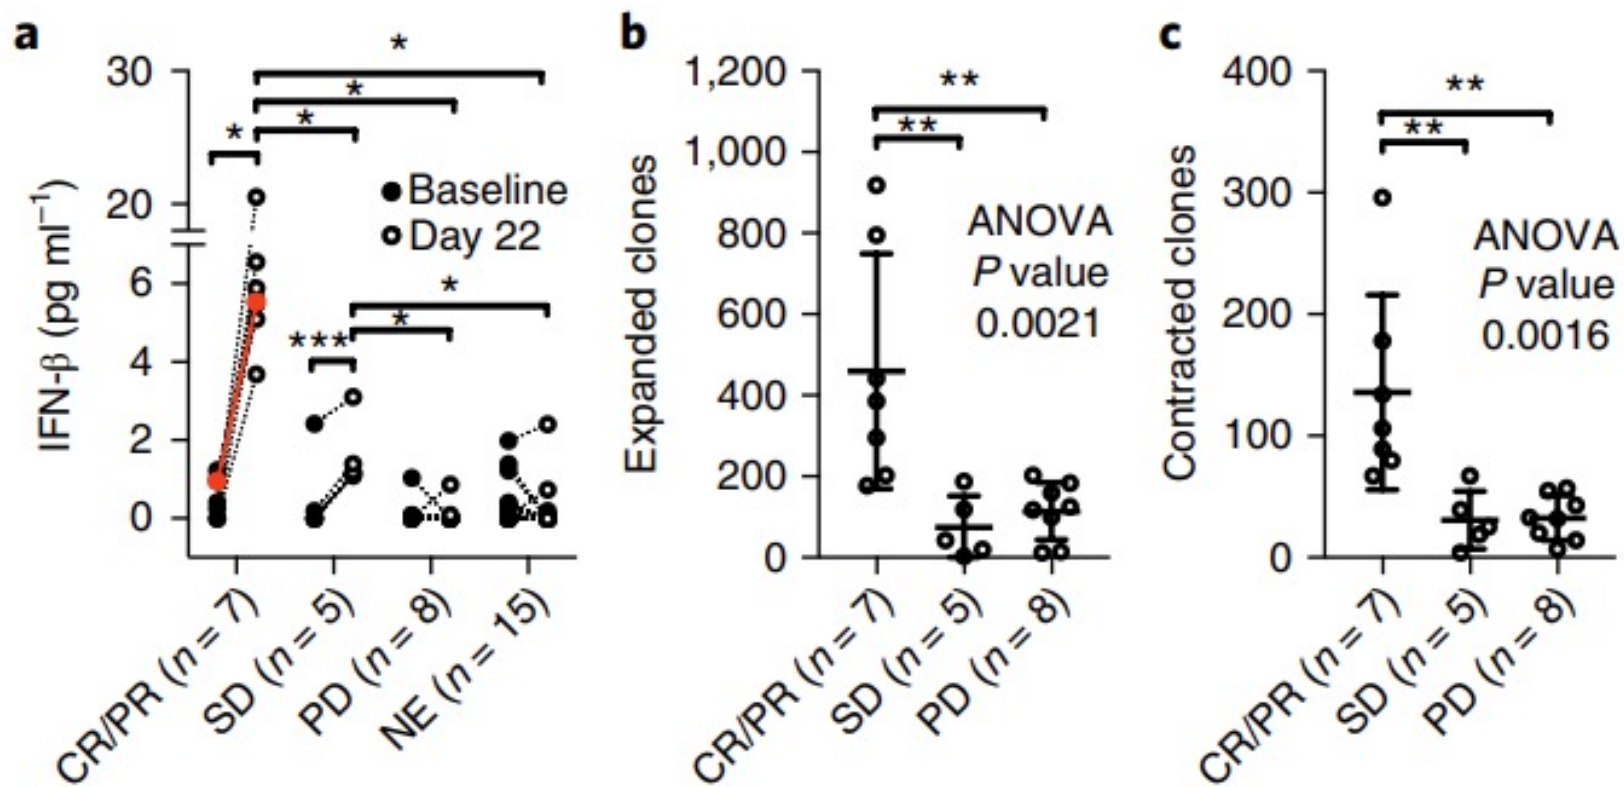 a
30
20
6
4
2
0
IFN-β (pg ml⁻¹)
*
*
*
*
Baseline
Day 22
*
*
***
CR/PR (n = 7)
SD (n = 5)
PD (n = 8)
NE (n = 15)
b
1,200
1,000
800
600
400
200
0
Expanded clones
**
**
ANOVA
P value
0.0021
CR/PR (n = 7)
SD (n = 5)
PD (n = 8)
c
400
300
200
100
0
Contracted clones
**
**
ANOVA
P value
0.0016
CR/PR (n = 7)
SD (n = 5)
PD (n = 8)